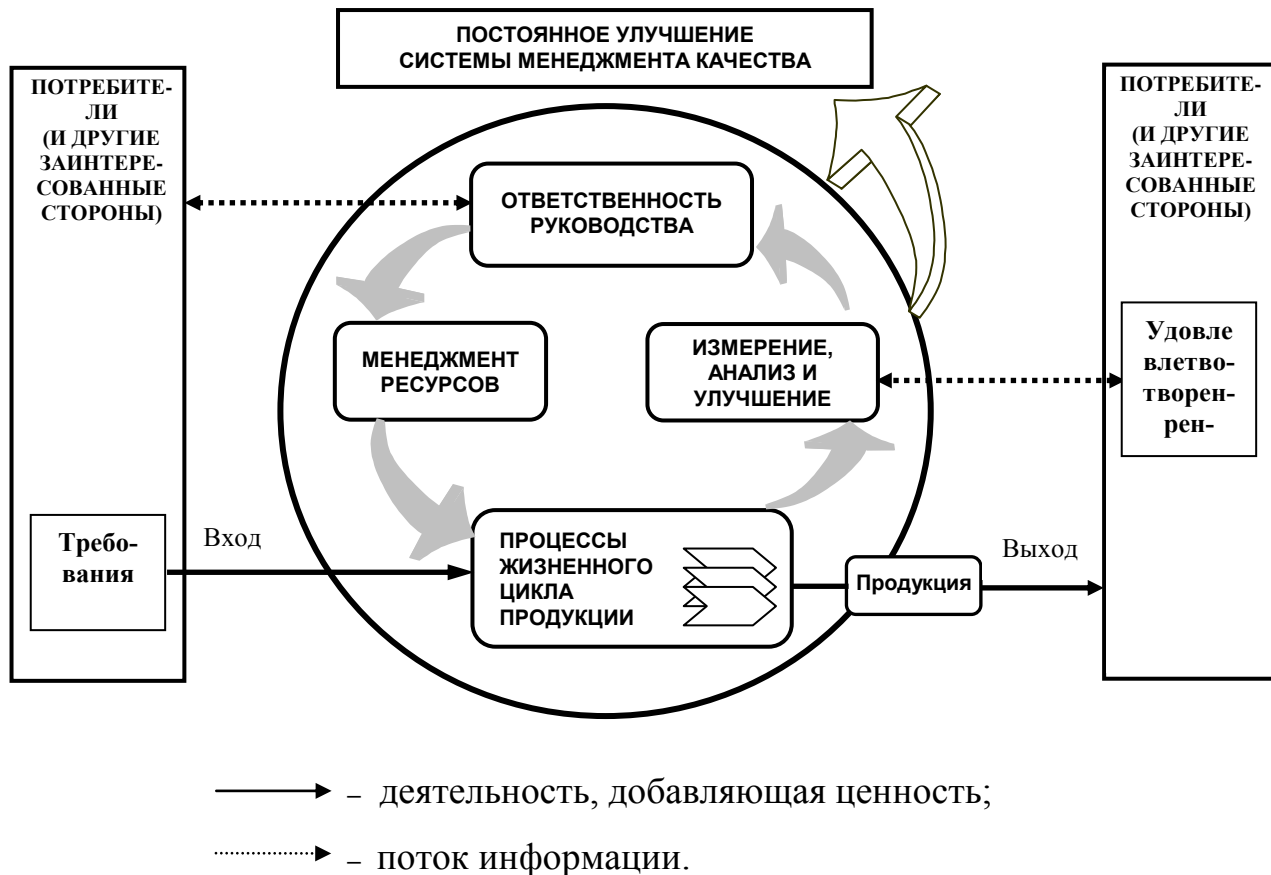 ПОСТОЯННОЕ УЛУЧШЕНИЕ
СИСТЕМЫ МЕНЕДЖМЕНТА КАЧЕСТВА
ПОТРЕБИТЕ-
ЛИ
(И ДРУГИЕ
ЗАИНТЕРЕ-
СОВАННЫЕ
СТОРОНЫ)
ПОТРЕБИТЕ-
ЛИ
(И ДРУГИЕ
ЗАИНТЕРЕ-
СОВАННЫЕ
СТОРОНЫ)
ОТВЕТСТВЕННОСТЬ
РУКОВОДСТВА
МЕНЕДЖМЕНТ
РЕСУРСОВ
ИЗМЕРЕНИЕ,
АНАЛИЗ И
УЛУЧШЕНИЕ
Удовле
влетво-
творен-
рен-
Требо-
вания
Вход
ПРОЦЕССЫ
ЖИЗНЕННОГО
ЦИКЛА
ПРОДУКЦИИ
Продукция
Выход
– деятельность, добавляющая ценность;
– поток информации.